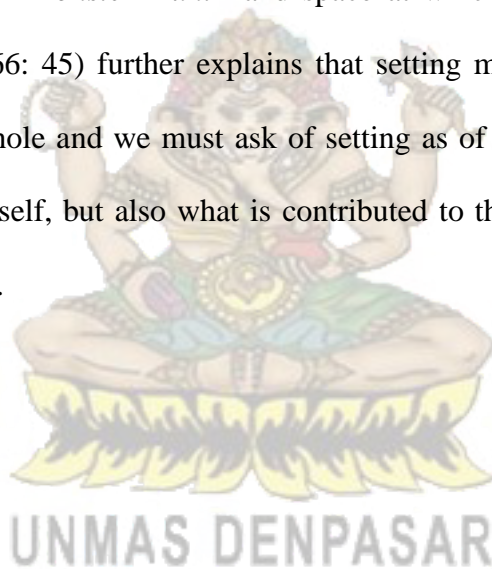 66: 45) further explains that setting m
hole and we must ask of setting as of
self, but also what is contributed to th
.
UNMAS DENPASAR